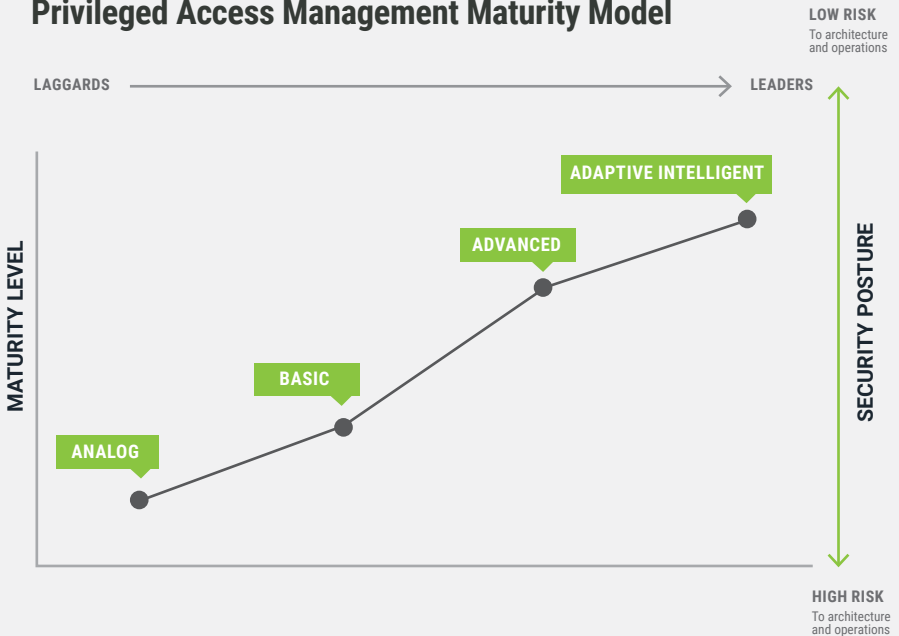 Privileged Access Management Maturity Model
LOW RISK
To architecture
and operations
LAGGARDS
LEADERS
ADAPTIVE INTELLIGENT
ADVANCED
BASIC
ANALOG
MATURITY LEVEL
SECURITY POSTURE
HIGH RISK
To architecture
and operations